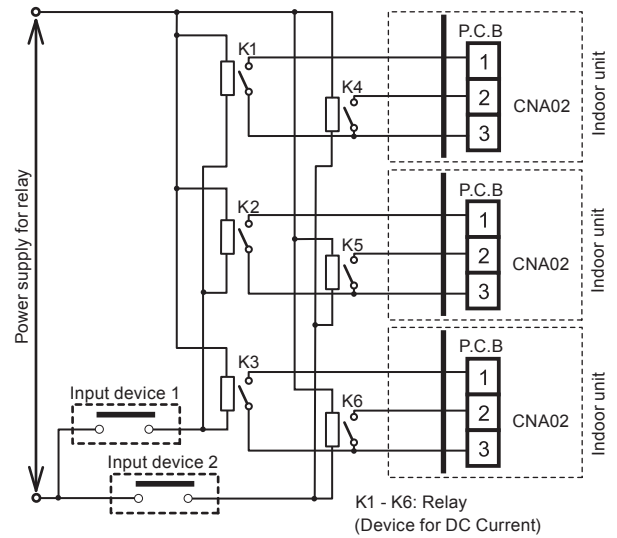 P.C.B
K1
1
K4
2
CNA02
3
Indoor unit
Power supply for relay
P.C.B
K2
1
K5
2
CNA02
3
Indoor unit
P.C.B
K3
1
Input device 1
K6
2
CNA02
3
Indoor unit
Input device 2
K1 - K6: Relay
(Device for DC Current)